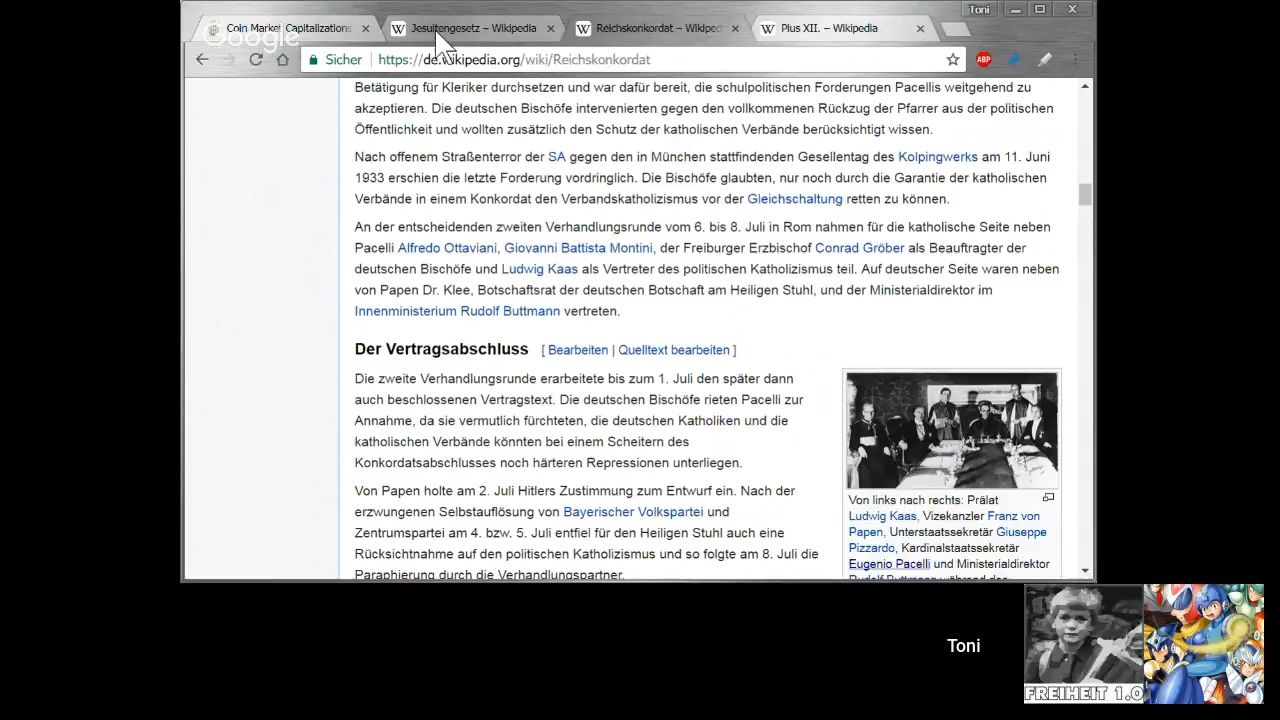 Toni
Coin Market Capitalizations
Jesuitengesetz – Wikipedia
Reichskonkordat – Wikiped
Pius XII. – Wikipedia
Google
Sicher
https://de.wikipedia.org/wiki/Reichskonkordat
ABP
Betätigung für Kleriker durchsetzen und war dafür bereit, die schulpolitischen Forderungen Pacellis weitgehend zu
akzeptieren. Die deutschen Bischöfe intervenierten gegen den vollkommenen Rückzug der Pfarrer aus der politischen
Öffentlichkeit und wollten zusätzlich den Schutz der katholischen Verbände berücksichtigt wissen.
Nach offenem Straßenterror der SA gegen den in München stattfindenden Gesellentag des Kolpingwerks am 11. Juni
1933 erschien die letzte Forderung vordringlich. Die Bischöfe glaubten, nur noch durch die Garantie der katholischen
Verbände in einem Konkordat den Verbandskatholizismus vor der Gleichschaltung retten zu können.
An der entscheidenden zweiten Verhandlungsrunde vom 6. bis 8. Juli in Rom nahmen für die katholische Seite neben
Pacelli Alfredo Ottaviani, Giovanni Battista Montini, der Freiburger Erzbischof Conrad Gröber als Beauftragter der
deutschen Bischöfe und Ludwig Kaas als Vertreter des politischen Katholizismus teil. Auf deutscher Seite waren neben
von Papen Dr. Klee, Botschaftsrat der deutschen Botschaft am Heiligen Stuhl, und der Ministerialdirektor im
Innenministerium Rudolf Buttmann vertreten.
Der Vertragsabschluss [ Bearbeiten | Quelltext bearbeiten ]
Die zweite Verhandlungsrunde erarbeitete bis zum 1. Juli den später dann
auch beschlossenen Vertragstext. Die deutschen Bischöfe rieten Pacelli zur
Annahme, da sie vermutlich fürchteten, die deutschen Katholiken und die
katholischen Verbände könnten bei einem Scheitern des
Konkordatsabschlusses noch härteren Repressionen unterliegen.
Von Papen holte am 2. Juli Hitlers Zustimmung zum Entwurf ein. Nach der
erzwungenen Selbstauflösung von Bayerischer Volkspartei und
Zentrumspartei am 4. bzw. 5. Juli entfiel für den Heiligen Stuhl auch eine
Rücksichtnahme auf den politischen Katholizismus und so folgte am 8. Juli die
Paraphierung durch die Verhandlungspartner.
Von links nach rechts: Prälat
Ludwig Kaas, Vizekanzler Franz von
Papen, Unterstaatssekretär Giuseppe
Pizzardo, Kardinalstaatssekretär
Eugenio Pacelli und Ministerialdirektor
Rudolf Buttmann während des
Toni
FREIHEIT 1.0